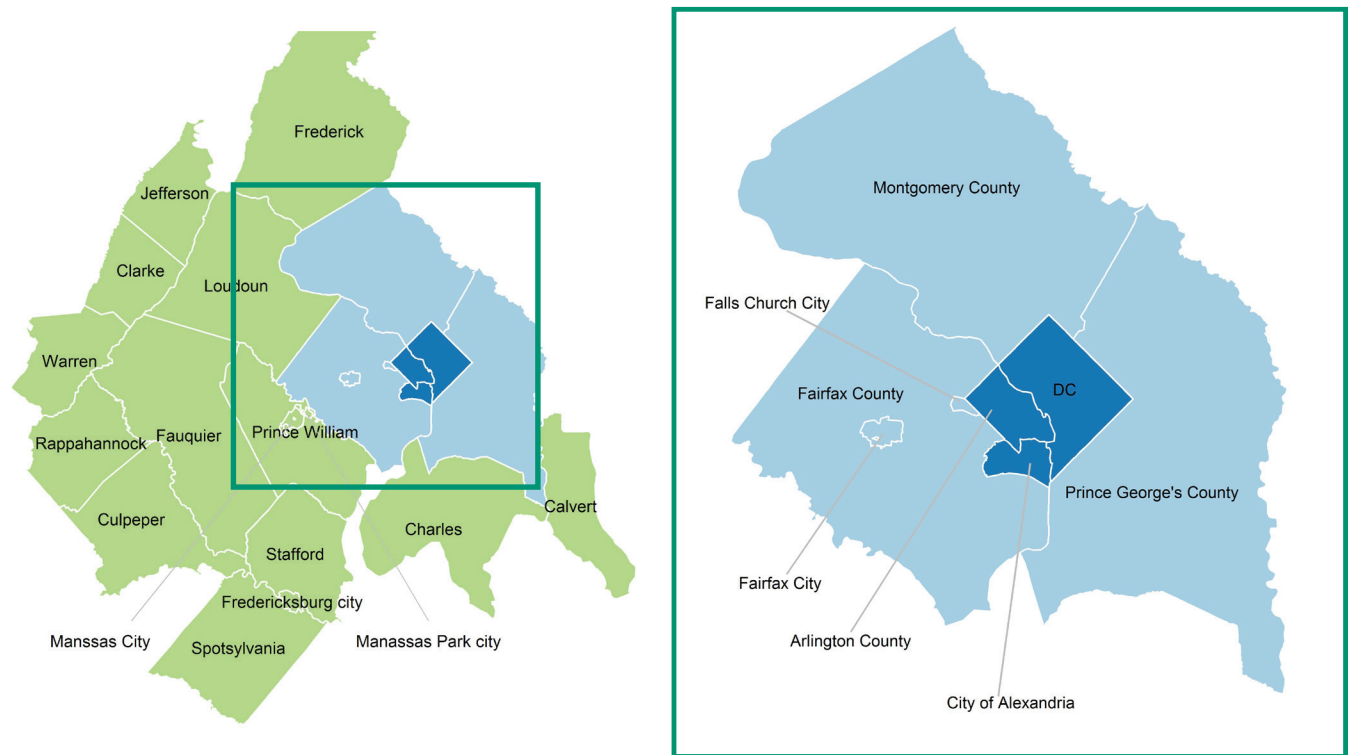 Frederick
Jefferson
Clarke
Loudoun
Warren
Rappahannock
Fauquier
Prince William
Culpeper
Stafford
Charles
Calvert
Fredericksburg city
Manssas City
Manassas Park city
Spotsylvania
Montgomery County
Falls Church City
Fairfax County
DC
Prince George's County
Fairfax City
Arlington County
City of Alexandria